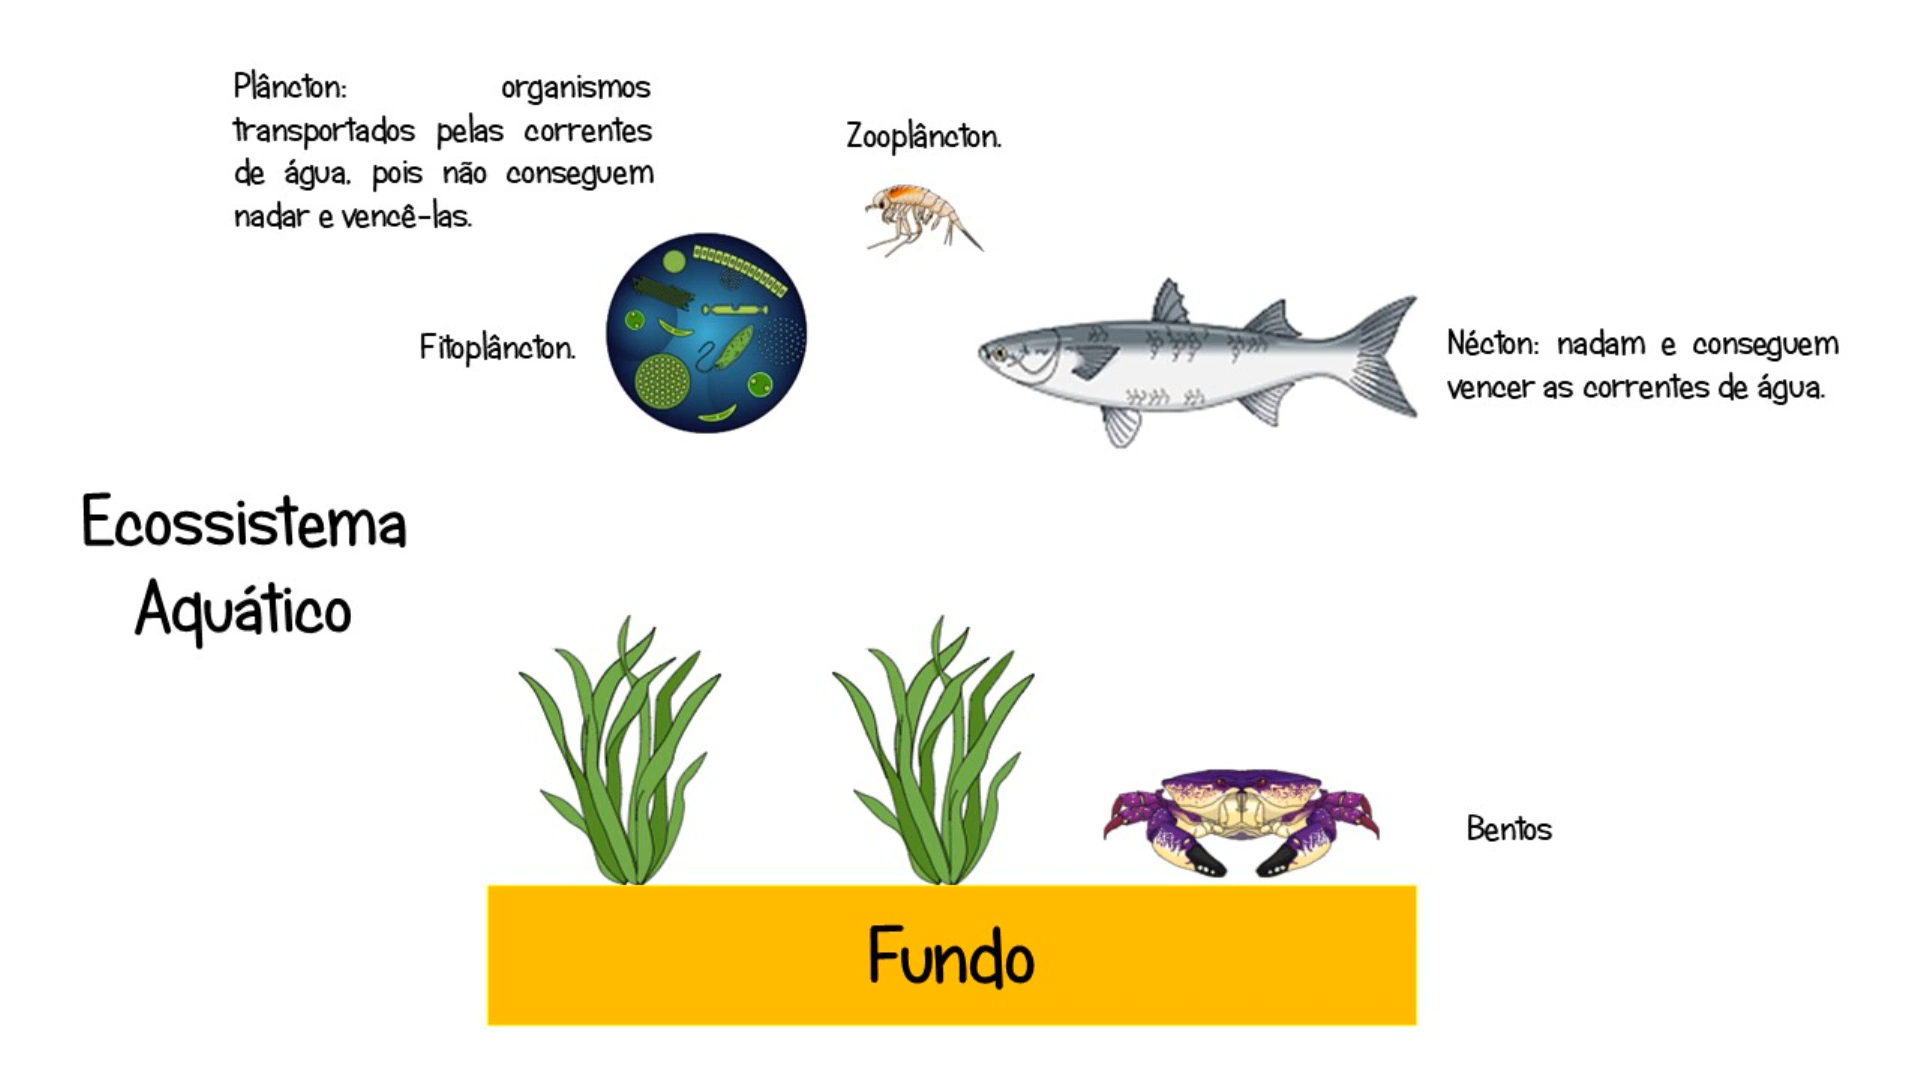 Plâncton: organismos
transportados pelas correntes
de água. pois não conseguem
nadar e vencê-las.
Zooplâncton.
Fitoplâncton.
Nécton: nadam e conseguem
vencer as correntes de água.
Ecossistema
Aquático
Bentos
Fundo